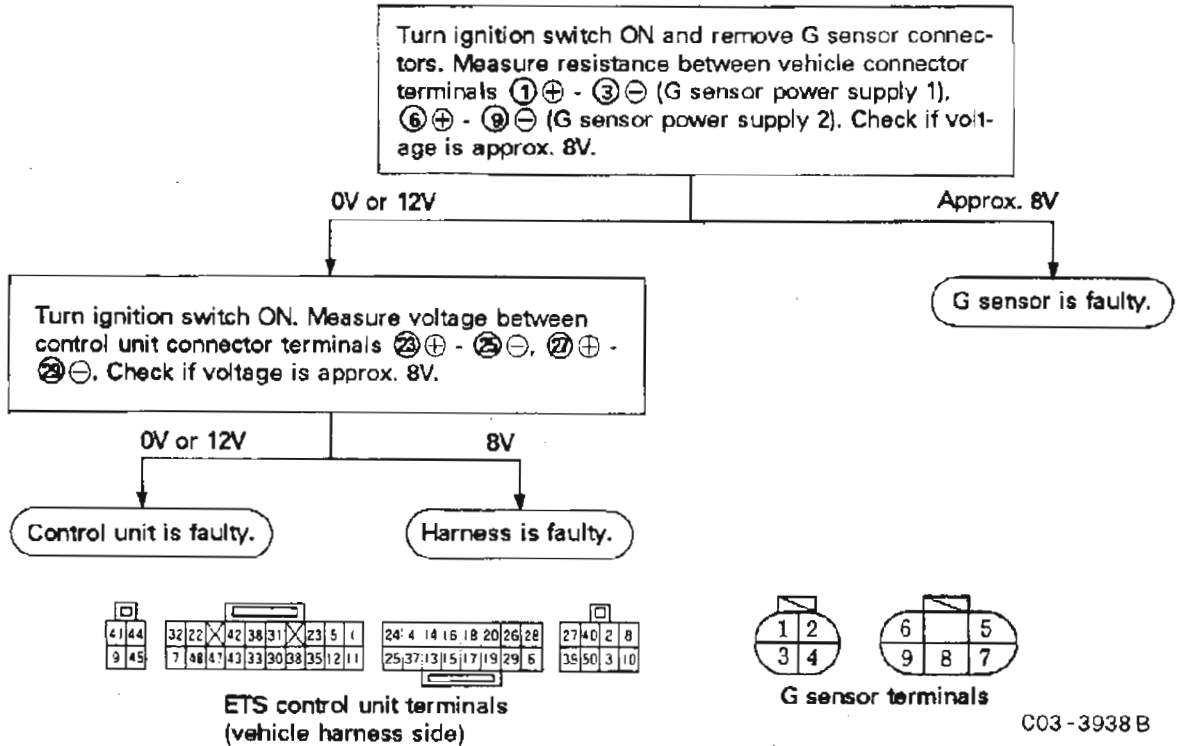 Turn ignition switch ON and remove G sensor connec-
tors. Measure resistance between vehicle connector
terminals ①⊕ - ③⊖ (G sensor power supply 1),
⑥⊕ - ⑨⊖ (G sensor power supply 2). Check if volt-
age is approx. 8V.
0V or 12V
Approx. 8V
G sensor is faulty.
Turn ignition switch ON. Measure voltage between
control unit connector terminals ㉓⊕ - ㉕⊖, ㉗⊕ -
㉙⊖. Check if voltage is approx. 8V.
0V or 12V
8V
Control unit is faulty.
Harness is faulty.
41 44
9 45
32 22 42 38 31 23 5 1
7 48 47 43 33 30 38 35 12 11
24 4 14 16 18 20 26 28
25 37 13 15 17 19 29 6
27 40 2 8
39 50 3 10
ETS control unit terminals
(vehicle harness side)
1 2
3 4
6 5
9 8 7
G sensor terminals
C03-3938 B